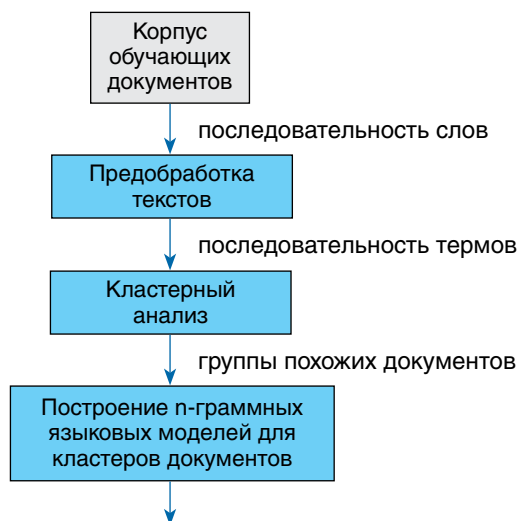 Корпус
обучающих
документов
последовательность слов
Предобработка
текстов
последовательность термов
Кластерный
анализ
группы похожих документов
Построение n-граммных
языковых моделей для
кластеров документов